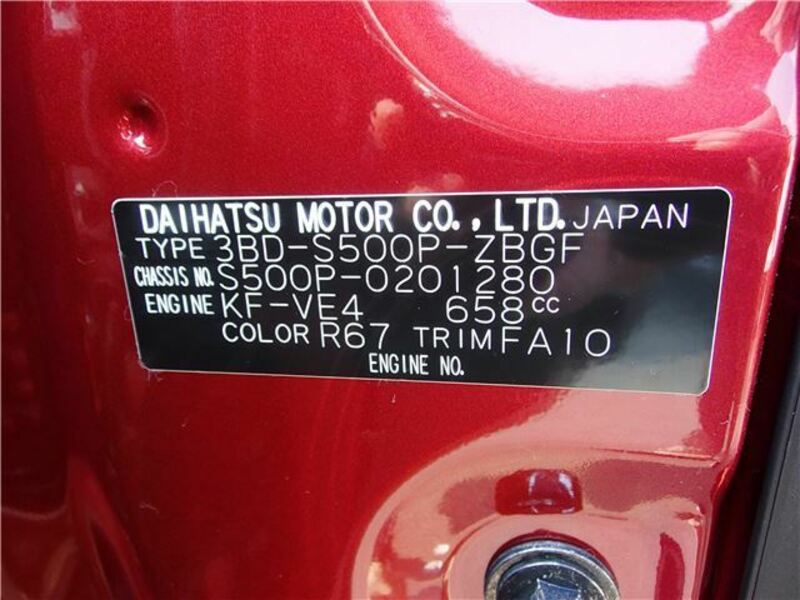 DAIHATSU MOTOR CO.,LTD. JAPAN
TYPE 3BD-S500P-ZBGF
CHASSIS NO. S500P-0201280
ENGINE KF-VE4 658cc
COLOR R67 TRIM FA10
ENGINE NO.